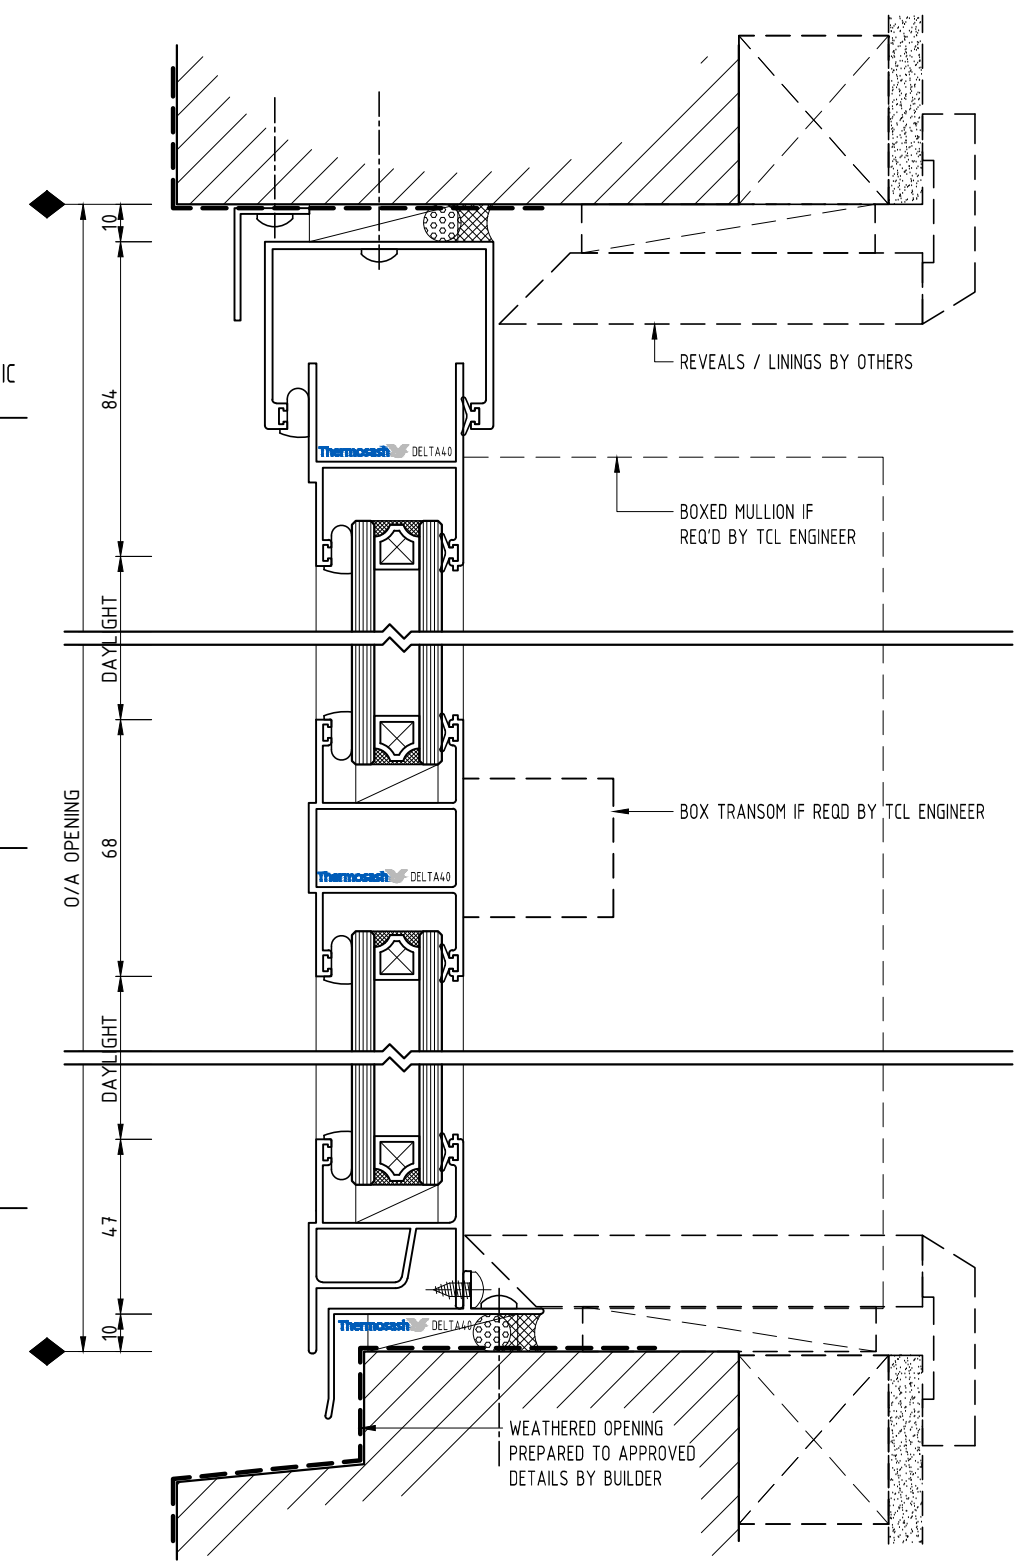 10
REVEALS / LININGS BY OTHERS
IC
84
Thermosash DELTA40
BOXED MULLION IF
REQ'D BY TCL ENGINEER
DAYLIGHT
O/A OPENING
68
BOX TRANSOM IF REQD BY TCL ENGINEER
Thermosash DELTA40
DAYLIGHT
47
10
Thermosash DELTA40
WEATHERED OPENING
PREPARED TO APPROVED
DETAILS BY BUILDER